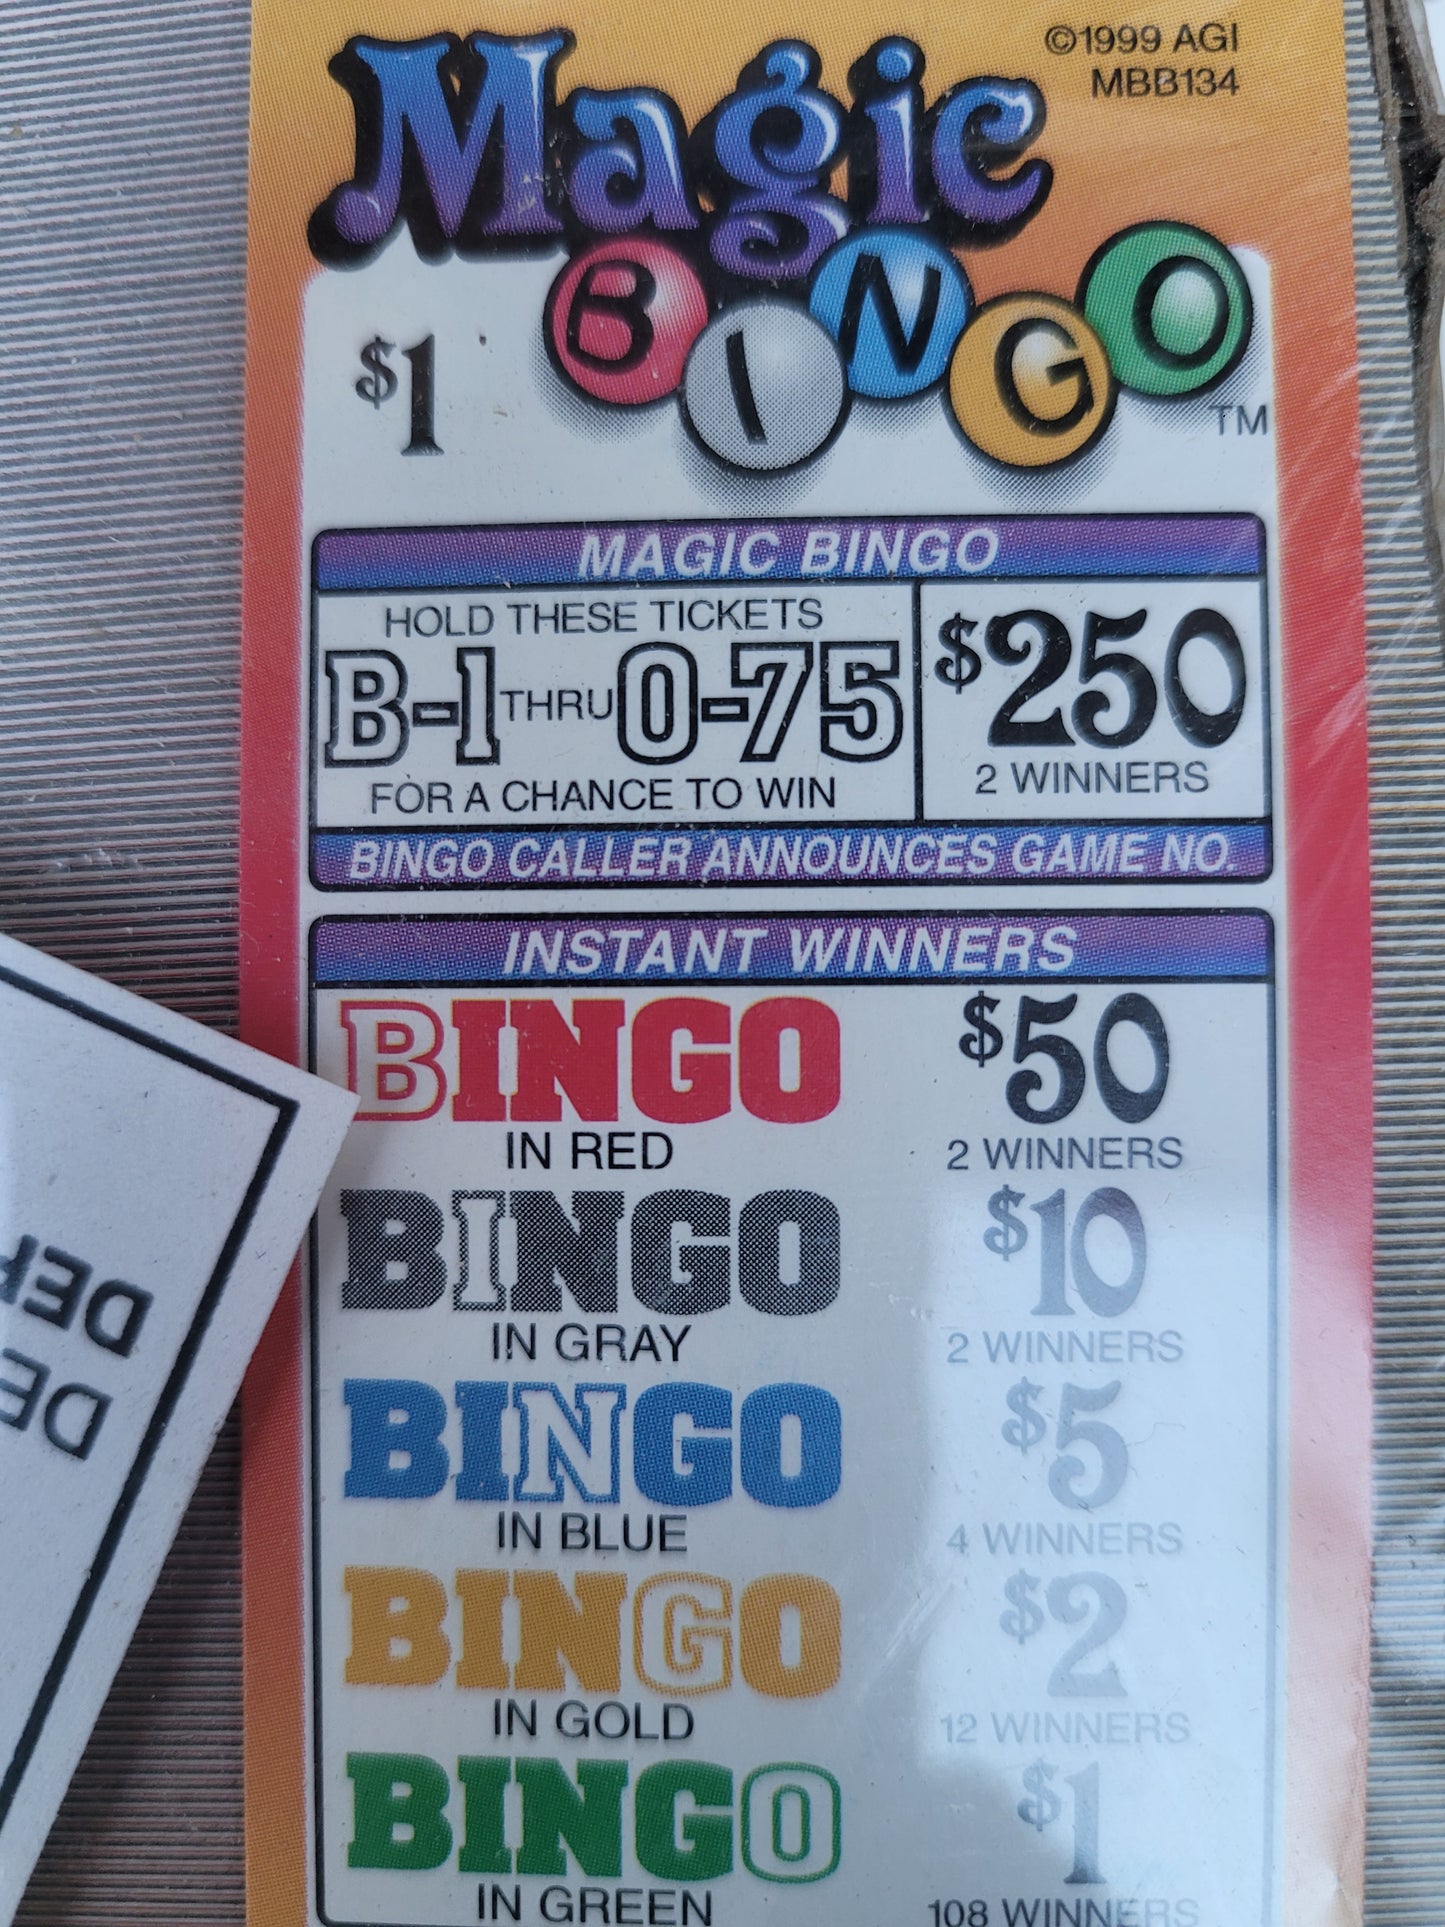 ©1999 AGI
MBB134
Magic
BINGO
TM
$1
MAGIC BINGO
HOLD THESE TICKETS
B-1 THRU O-75
FOR A CHANCE TO WIN
$250
2 WINNERS
BINGO CALLER ANNOUNCES GAME NO.
INSTANT WINNERS
BINGO $50
IN RED 2 WINNERS
BINGO $10
IN GRAY 2 WINNERS
BINGO $5
IN BLUE 4 WINNERS
BINGO $2
IN GOLD 12 WINNERS
BINGO $1
IN GREEN 108 WINNERS